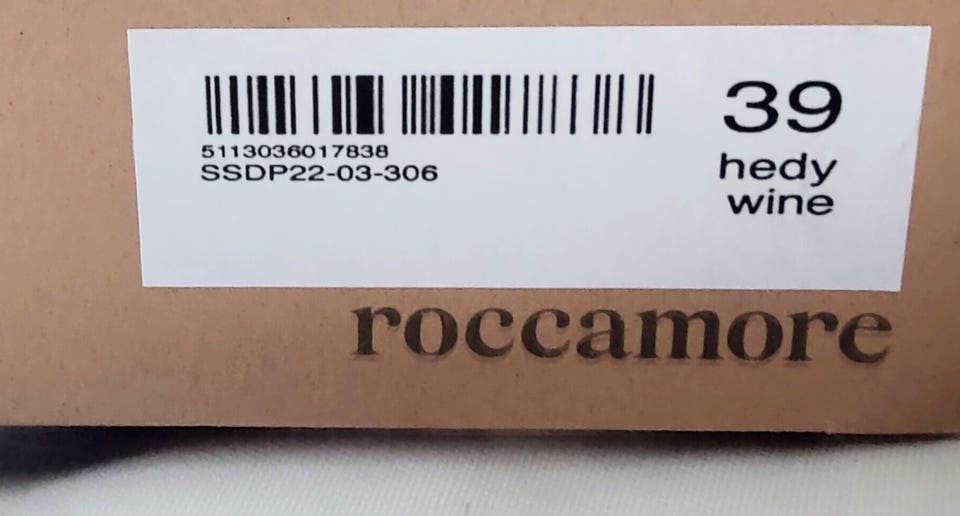 39
5113036017838
SSDP22-03-306
hedy
wine
roccamore